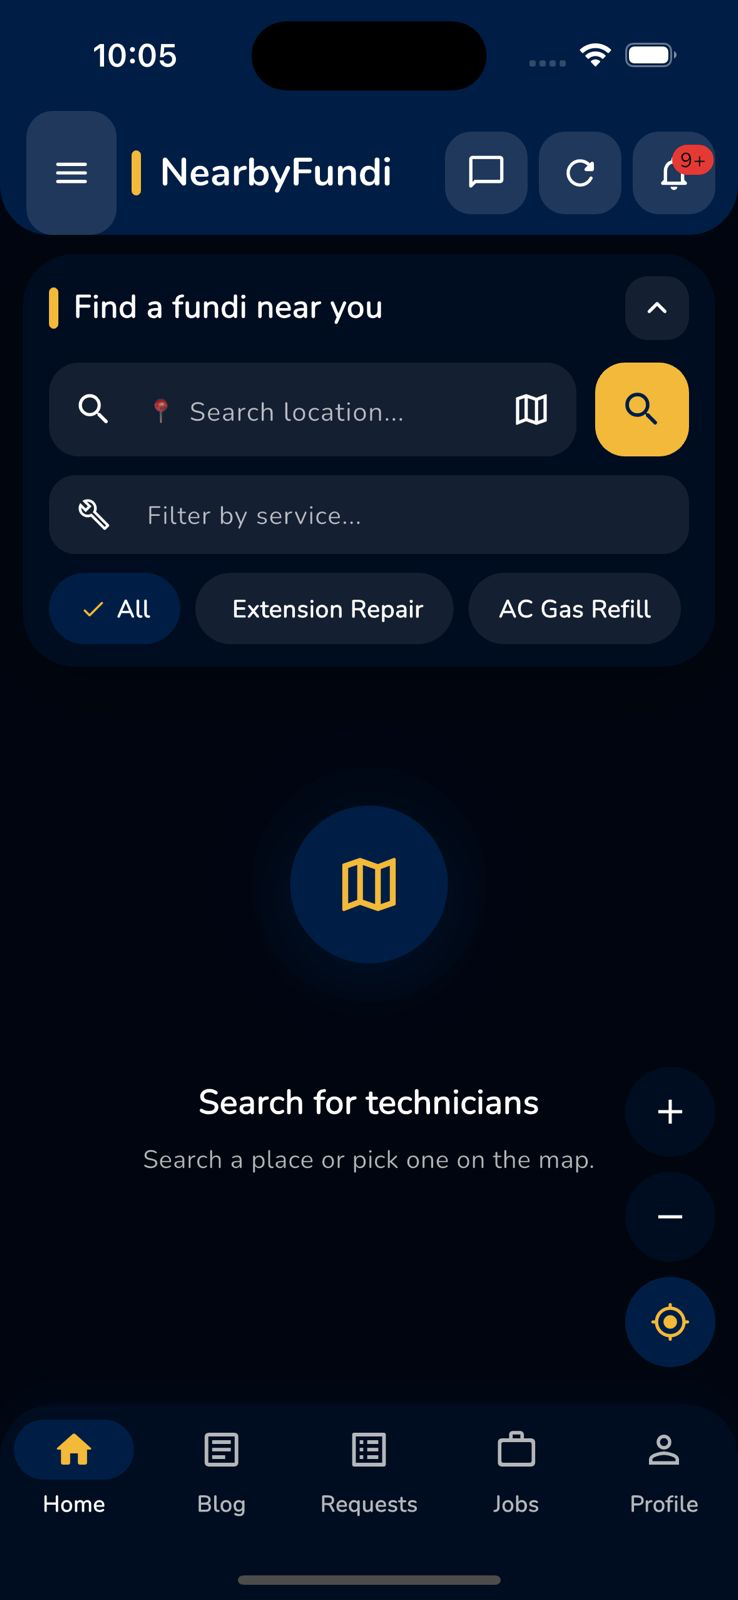 10:05
NearbyFundi
9+
Find a fundi near you
Search location...
Filter by service...
All
Extension Repair
AC Gas Refill
Search for technicians
Search a place or pick one on the map.
Home
Blog
Requests
Jobs
Profile